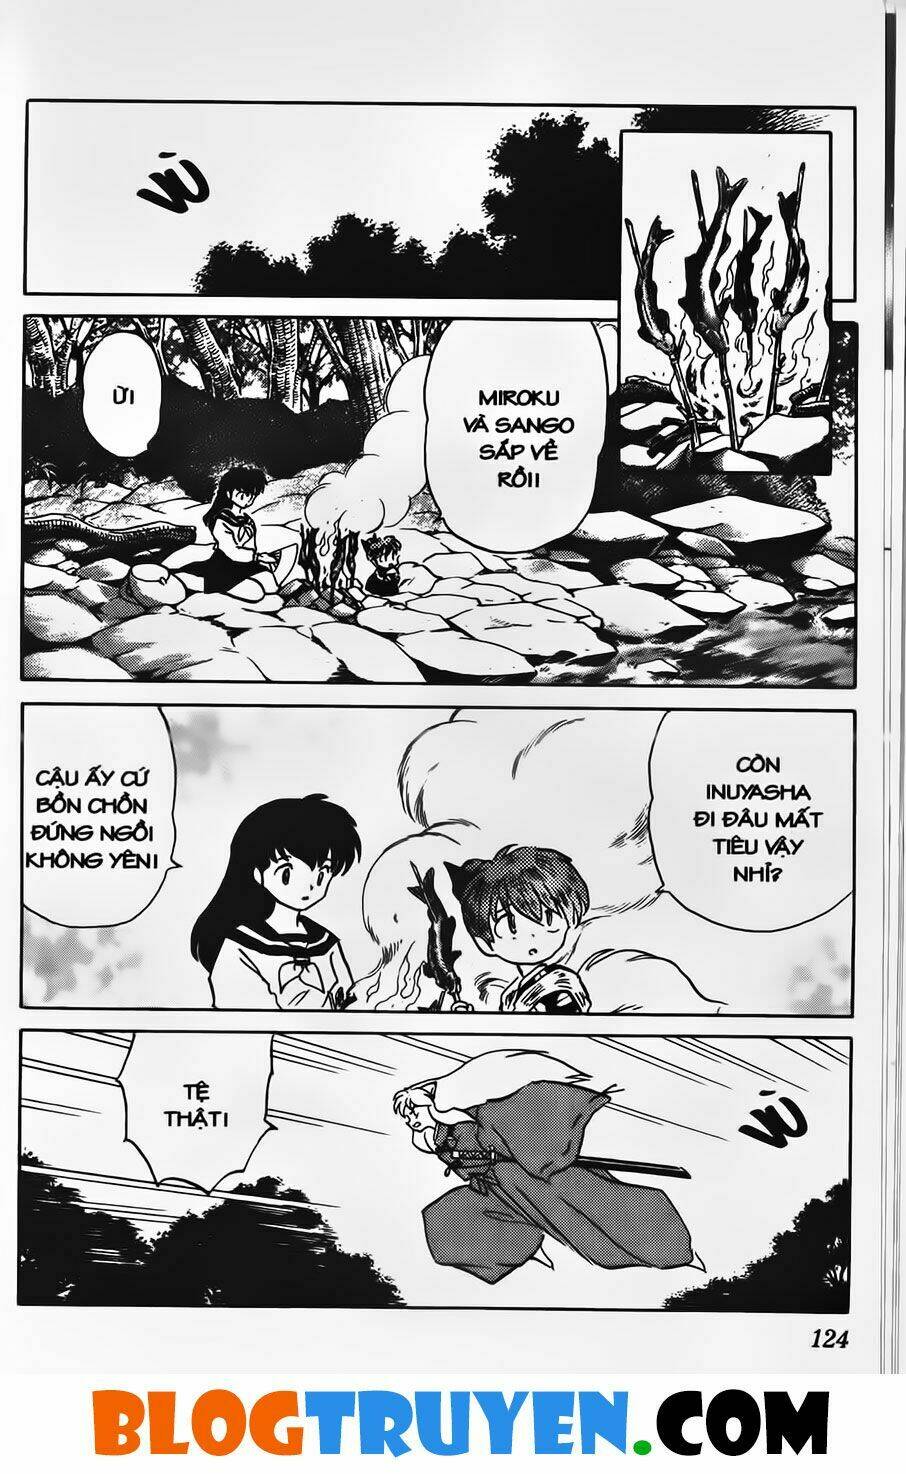 VÙ
MIROKU
VÀ SANGO
SẮP VỀ
RỒI!
ỪI
CÒN
INUYASHA
ĐI ĐÂU MẤT
TIÊU VẬY
NHỈ?
CẬU ẤY CỨ
BỒN CHỒN
ĐỨNG NGỒI
KHÔNG YÊN!
TỆ
THẬT!
VÙ
124
BLOGTRUYEN.COM